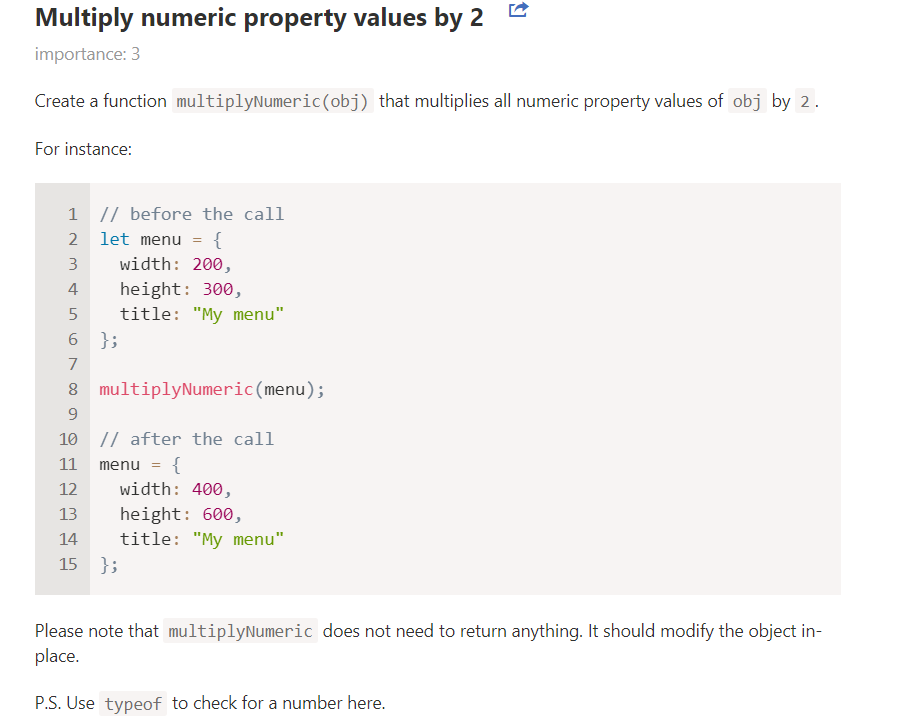 Multiply numeric property values by 2
importance: 3
Create a function multiplyNumeric(obj) that multiplies all numeric property values of obj by 2.
For instance:
1 // before the call
2 let menu = {
3 width: 200,
4 height: 300,
5 title: "My menu"
6 };
7
8 multiplyNumeric(menu);
9
10 // after the call
11 menu = {
12 width: 400,
13 height: 600,
14 title: "My menu"
15 };
Please note that multiplyNumeric does not need to return anything. It should modify the object in-
place.
P.S. Use typeof to check for a number here.